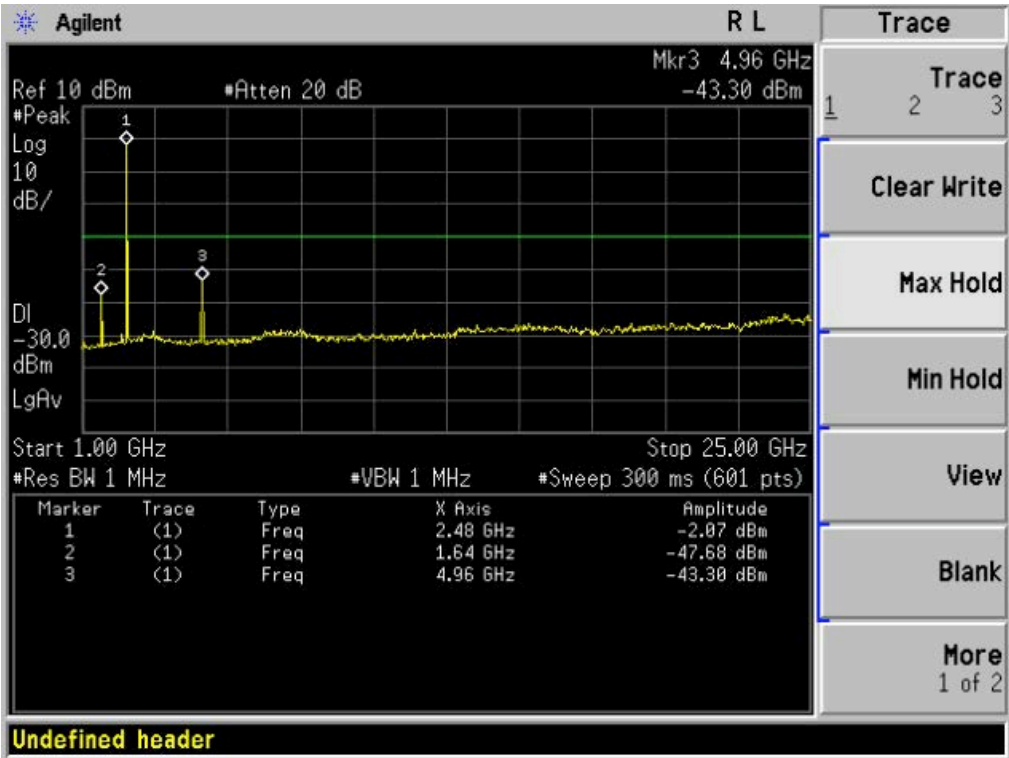 Agilent
R L
Trace
Mkr3 4.96 GHz
Ref 10 dBm #Atten 20 dB -43.30 dBm
#Peak
Log
10
dB/
1
2
3
DI
-30.0
dBm
LgAv
Start 1.00 GHz Stop 25.00 GHz
#Res BW 1 MHz #VBW 1 MHz #Sweep 300 ms (601 pts)
Marker Trace Type X Axis Amplitude
1 (1) Freq 2.48 GHz -2.07 dBm
2 (1) Freq 1.64 GHz -47.68 dBm
3 (1) Freq 4.96 GHz -43.30 dBm
Trace
1 2 3
Clear Write
Max Hold
Min Hold
View
Blank
More
1 of 2
Undefined header